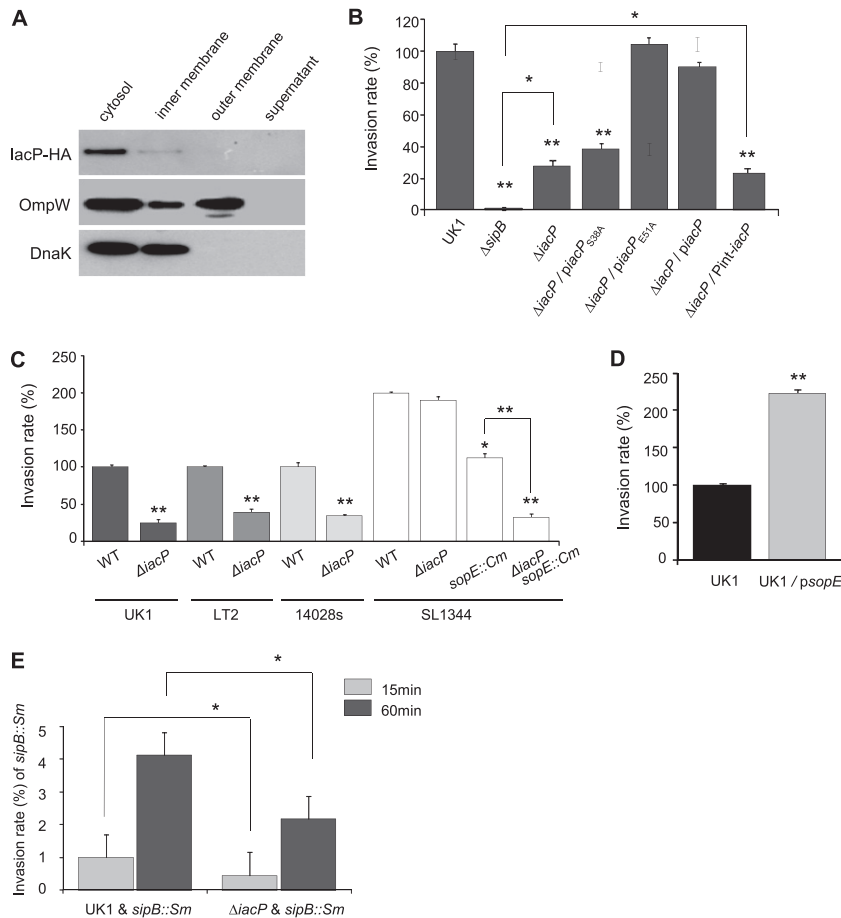 A
cytosol
inner membrane
outer membrane
supernatant
IacP-HA
OmpW
DnaK
B
Invasion rate (%)
120
100
80
60
40
20
0
*
*
**
**
**
**
UK1
ΔsipB
ΔiacP
ΔiacP / piacP S38A
ΔiacP / piacP E51A
ΔiacP / piacP
ΔiacP / Pint-iacP
C
Invasion rate (%)
250
200
150
100
50
0
**
**
**
*
**
**
WT
ΔiacP
WT
ΔiacP
WT
ΔiacP
WT
ΔiacP
sopE::Cm
ΔiacP
sopE::Cm
UK1
LT2
14028s
SL1344
D
Invasion rate (%)
250
200
150
100
50
0
**
UK1
UK1 / psopE
E
Invasion rate (%) of sipB::Sm
5
4
3
2
1
0
*
*
15min
60min
UK1 & sipB::Sm
ΔiacP & sipB::Sm